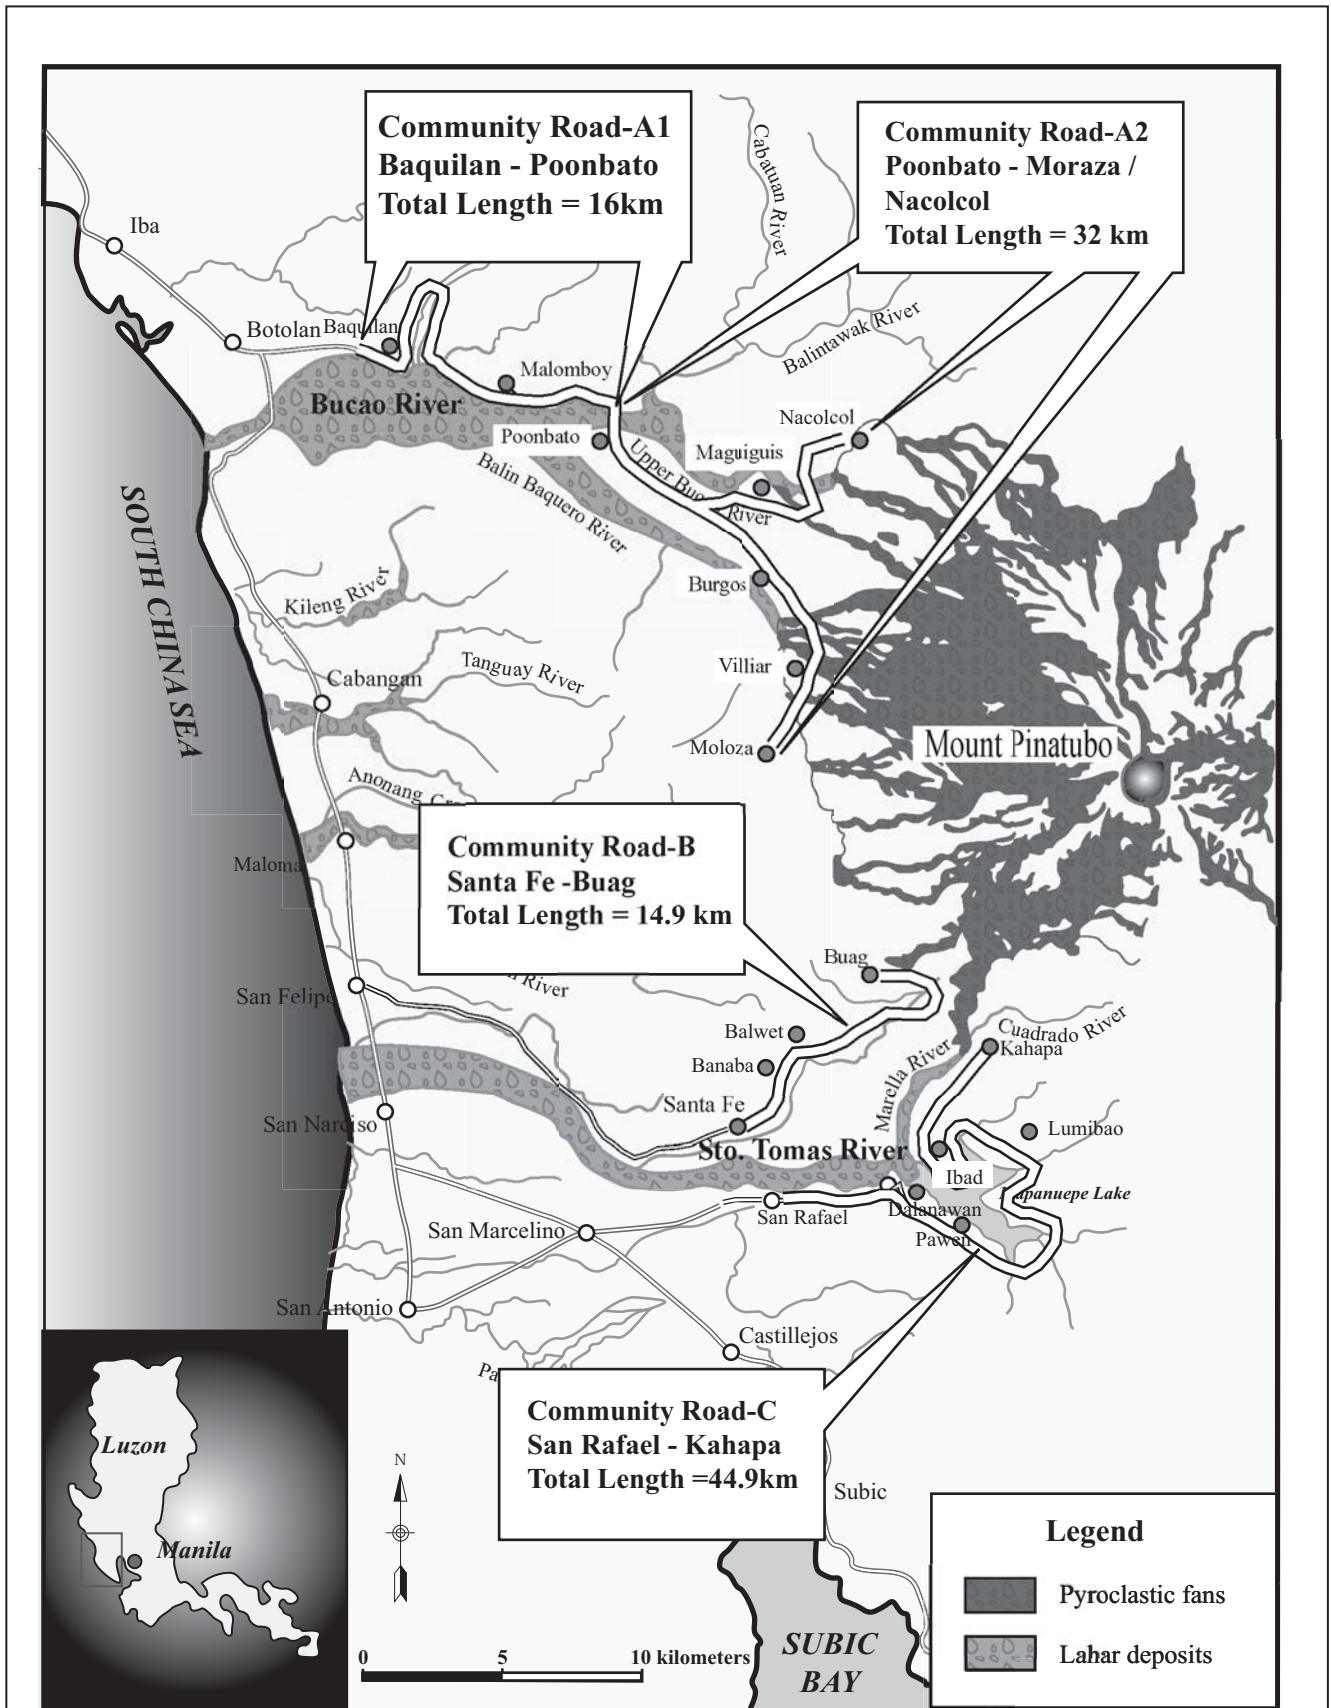 Community Road-A1
Baquilan - Poonbato
Total Length = 16km
Community Road-A2
Poonbato - Moraza /
Nacolcol
Total Length = 32 km
Cabatuan River
Iba
Botolan
Baquilan
Balintawak River
Malomboy
Bucao River
Nacolcol
Poonbato
Maguiguis
Upper Buc
River
Balin Baquero River
SOUTH CHINA SEA
Burgos
Kileng River
Villiar
Tanguay River
Cabangan
Moloza
Mount Pinatubo
Anonang Cre
Community Road-B
Santa Fe -Buag
Total Length = 14.9 km
Maloma
Buag
River
San Felipe
Balwet
Cuadrado River
Kahapa
Banaba
Marella River
Santa Fe
San Narciso
Lumibao
Sto. Tomas River
Ibad
Mapanuepe Lake
Dalanawan
San Rafael
San Marcelino
Pawen
San Antonio
Castillejos
Pa
Community Road-C
San Rafael - Kahapa
Total Length =44.9km
Luzon
Manila
N
Subic
Legend
Pyroclastic fans
Lahar deposits
SUBIC
BAY
0 5 10 kilometers